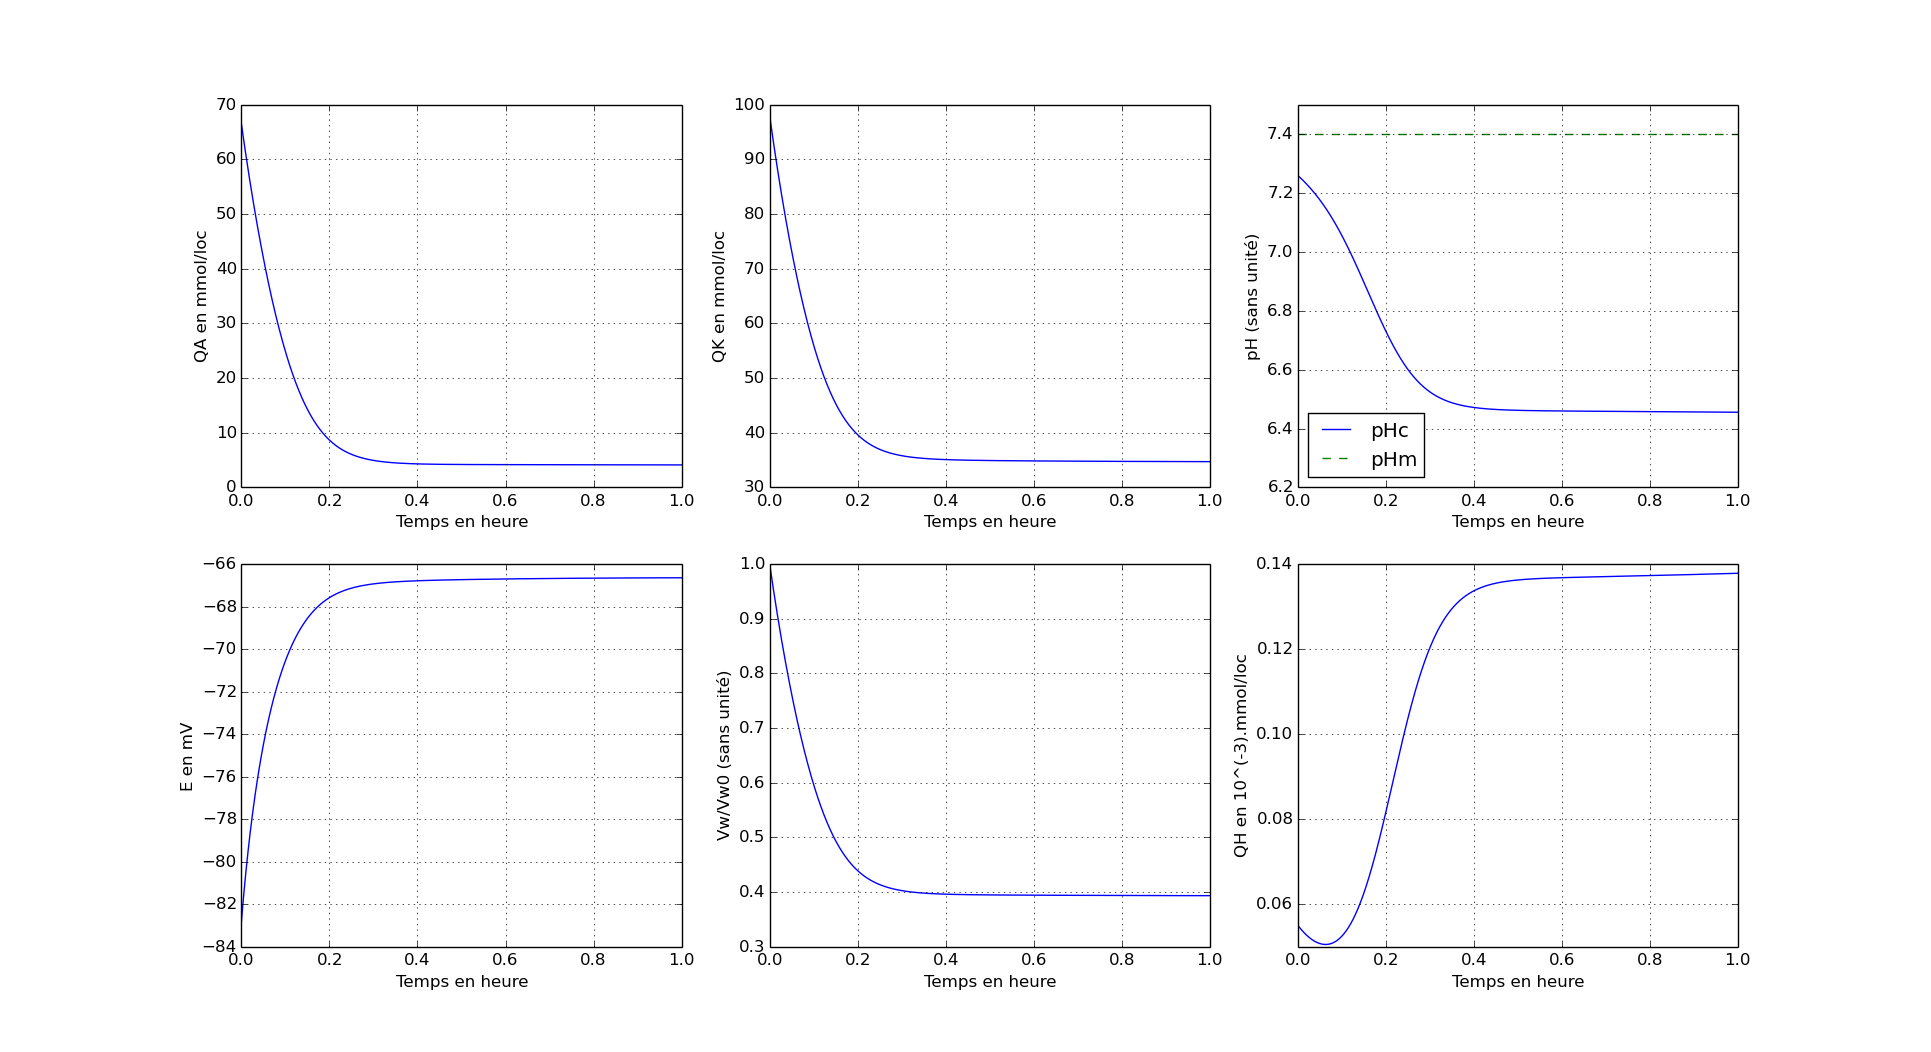 70
60
50
40
30
20
10
0
QA en mmol/loc
0.0 0.2 0.4 0.6 0.8 1.0
Temps en heure
100
90
80
70
60
50
40
30
QK en mmol/loc
0.0 0.2 0.4 0.6 0.8 1.0
Temps en heure
7.4
7.2
7.0
6.8
6.6
6.4
6.2
pH (sans unité)
pHc
pHm
0.0 0.2 0.4 0.6 0.8 1.0
Temps en heure
−66
−68
−70
−72
−74
−76
−78
−80
−82
−84
E en mV
0.0 0.2 0.4 0.6 0.8 1.0
Temps en heure
1.0
0.9
0.8
0.7
0.6
0.5
0.4
0.3
Vw/Vw0 (sans unité)
0.0 0.2 0.4 0.6 0.8 1.0
Temps en heure
0.14
0.12
0.10
0.08
0.06
QH en 10^(-3).mmol/loc
0.0 0.2 0.4 0.6 0.8 1.0
Temps en heure